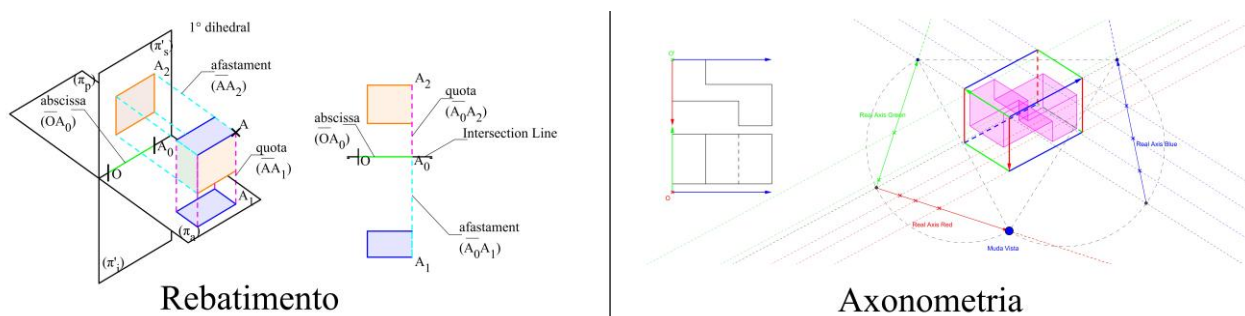 1° dihedral
(π's)
(πp)
A2
afastament
(AA2)
abscissa
(OA0)
A
A0
O
quota
(AA1)
A1
(πa)
(π'i)
A2
quota
(A0A2)
abscissa
(OA0)
Intersection Line
O
A0
afastament
(A0A1)
A1
Rebatimento
O'
O
Real Axis Green
Real Axis Blue
Real Axis Red
Muda Vista
Axonometria